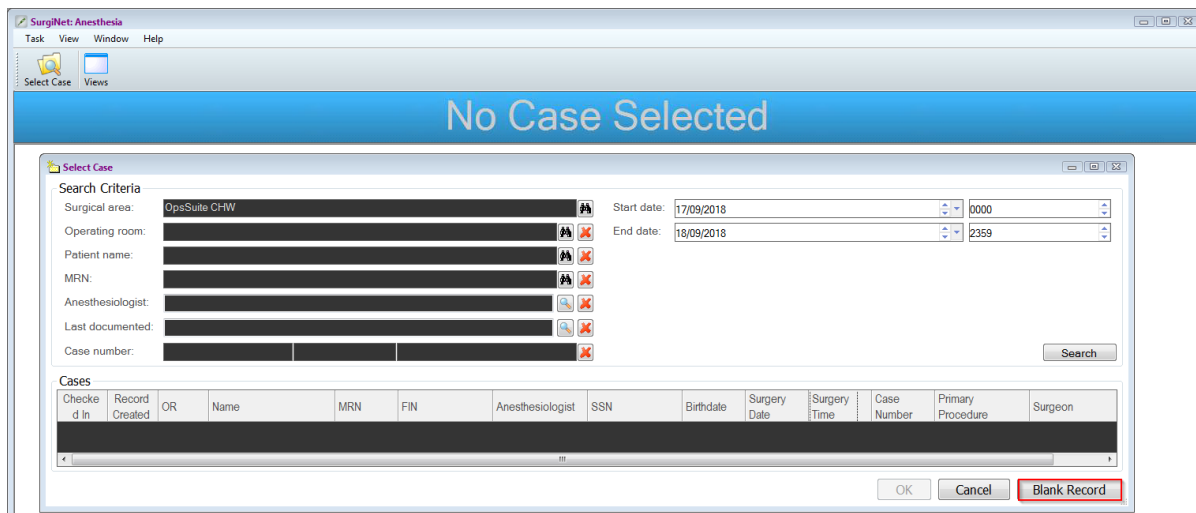 SurgiNet: Anesthesia
Task View Window Help
Select Case Views
No Case Selected
Select Case
Search Criteria
Surgical area: OpsSuite CHW Start date: 17/09/2018 0000
Operating room: End date: 18/09/2018 2359
Patient name:
MRN:
Anesthesiologist:
Last documented:
Case number: Search
Cases
Checke Record OR Name MRN FIN Anesthesiologist SSN Birthdate Surgery Surgery Case Primary Surgeon
d In Created Date Time Number Procedure
OK Cancel Blank Record